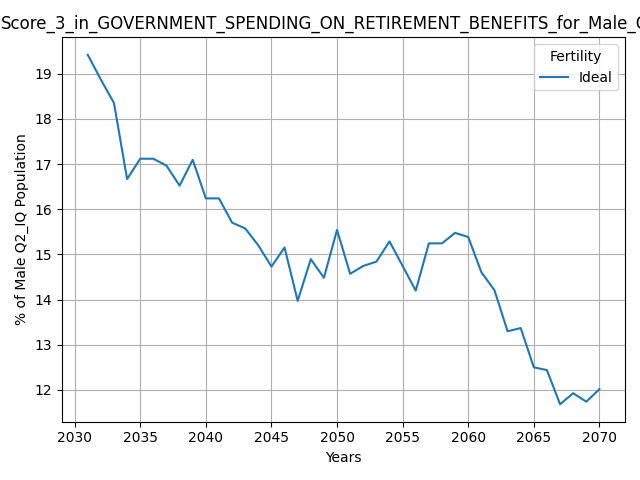 Score_3_in_GOVERNMENT_SPENDING_ON_RETIREMENT_BENEFITS_for_Male_
Fertility
Ideal
19
18
17
16
15
14
13
12
% of Male Q2_IQ Population
2030 2035 2040 2045 2050 2055 2060 2065 2070
Years